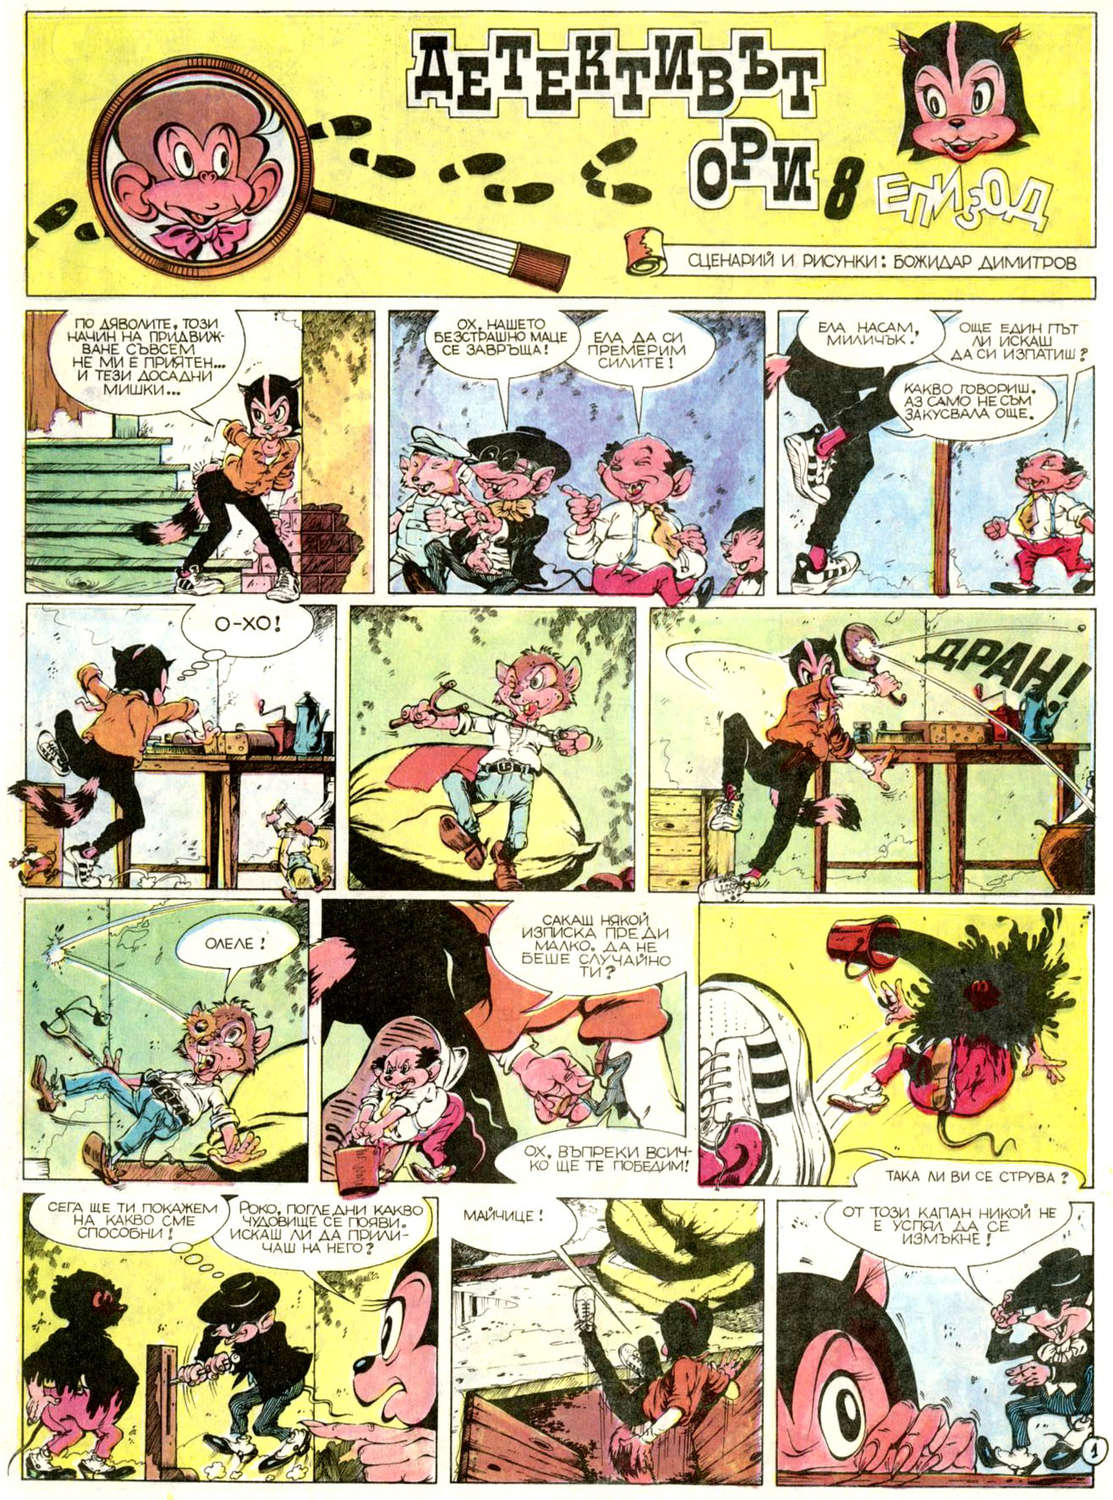 ДЕТЕКТИВЪТ
ОРИ 8
ЕПИЗОД
СЦЕНАРИЙ И РИСУНКИ: БОЖИДАР ДИМИТРОВ
ПО ДЯВОЛИТЕ, ТОЗИ
НАЧИН НА ПРИДВИЖ-
ВАНЕ СЪВСЕМ
НЕ МИ Е ПРИЯТЕН...
И ТЕЗИ ДОСАДНИ
МИШКИ...
ОХ, НАШЕТО
БЕЗСТРАШНО МАЦЕ
СЕ ЗАВРЪЩА!
ЕЛА ДА СИ
ПРЕМЕРИМ
СИЛИТЕ!
ЕЛА НАСАМ,
МИЛИЧЪК!
ОЩЕ ЕДИН ПЪТ
ЛИ ИСКАШ
ДА СИ ИЗПАТИШ?
КАКВО ГОВОРИШ.
АЗ САМО НЕ СЪМ
ЗАКУСВАЛА ОЩЕ.
О-ХО!
ДРАН!
ОЛЕЛЕ!
САКАШ НЯКОЙ
ИЗПИСКА ПРЕДИ
МАЛКО. ДА НЕ
БЕШЕ СЛУЧАЙНО
ТИ?
ОХ, ВЪПРЕКИ ВСИЧ-
КО ЩЕ ТЕ ПОБЕДИМ!
ТАКА ЛИ ВИ СЕ СТРУВА?
СЕГА ЩЕ ТИ ПОКАЖЕМ
НА КАКВО СМЕ
СПОСОБНИ!
РОКО, ПОГЛЕДНИ КАКВО
ЧУДОВИЩЕ СЕ ПОЯВИ.
ИСКАШ ЛИ ДА ПРИЛИ-
ЧАШ НА НЕГО?
МАЙЧИЦЕ!
ОТ ТОЗИ КАПАН НИКОЙ НЕ
Е УСПЯЛ ДА СЕ
ИЗМЪКНЕ!
1